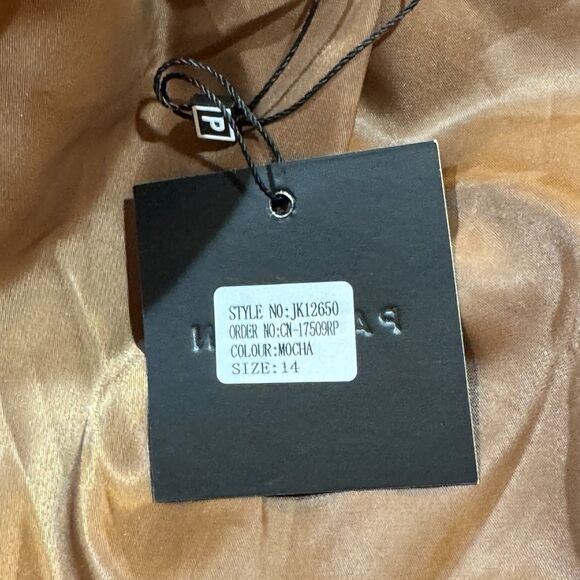 P
STYLE NO:JK12650
ORDER NO:CN-17509RP
COLOUR:MOCHA
SIZE:14